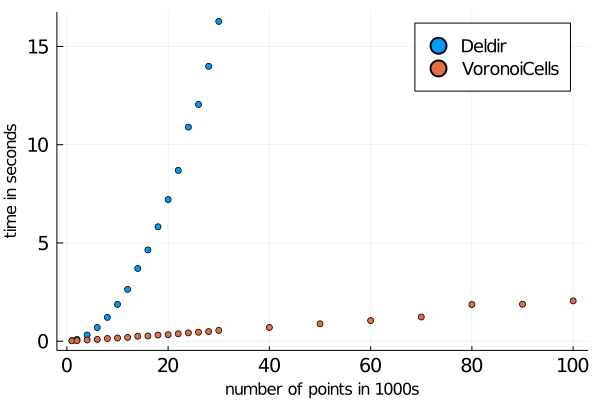 15
10
5
0
time in seconds
Deldir
VoronoiCells
0 20 40 60 80 100
number of points in 1000s